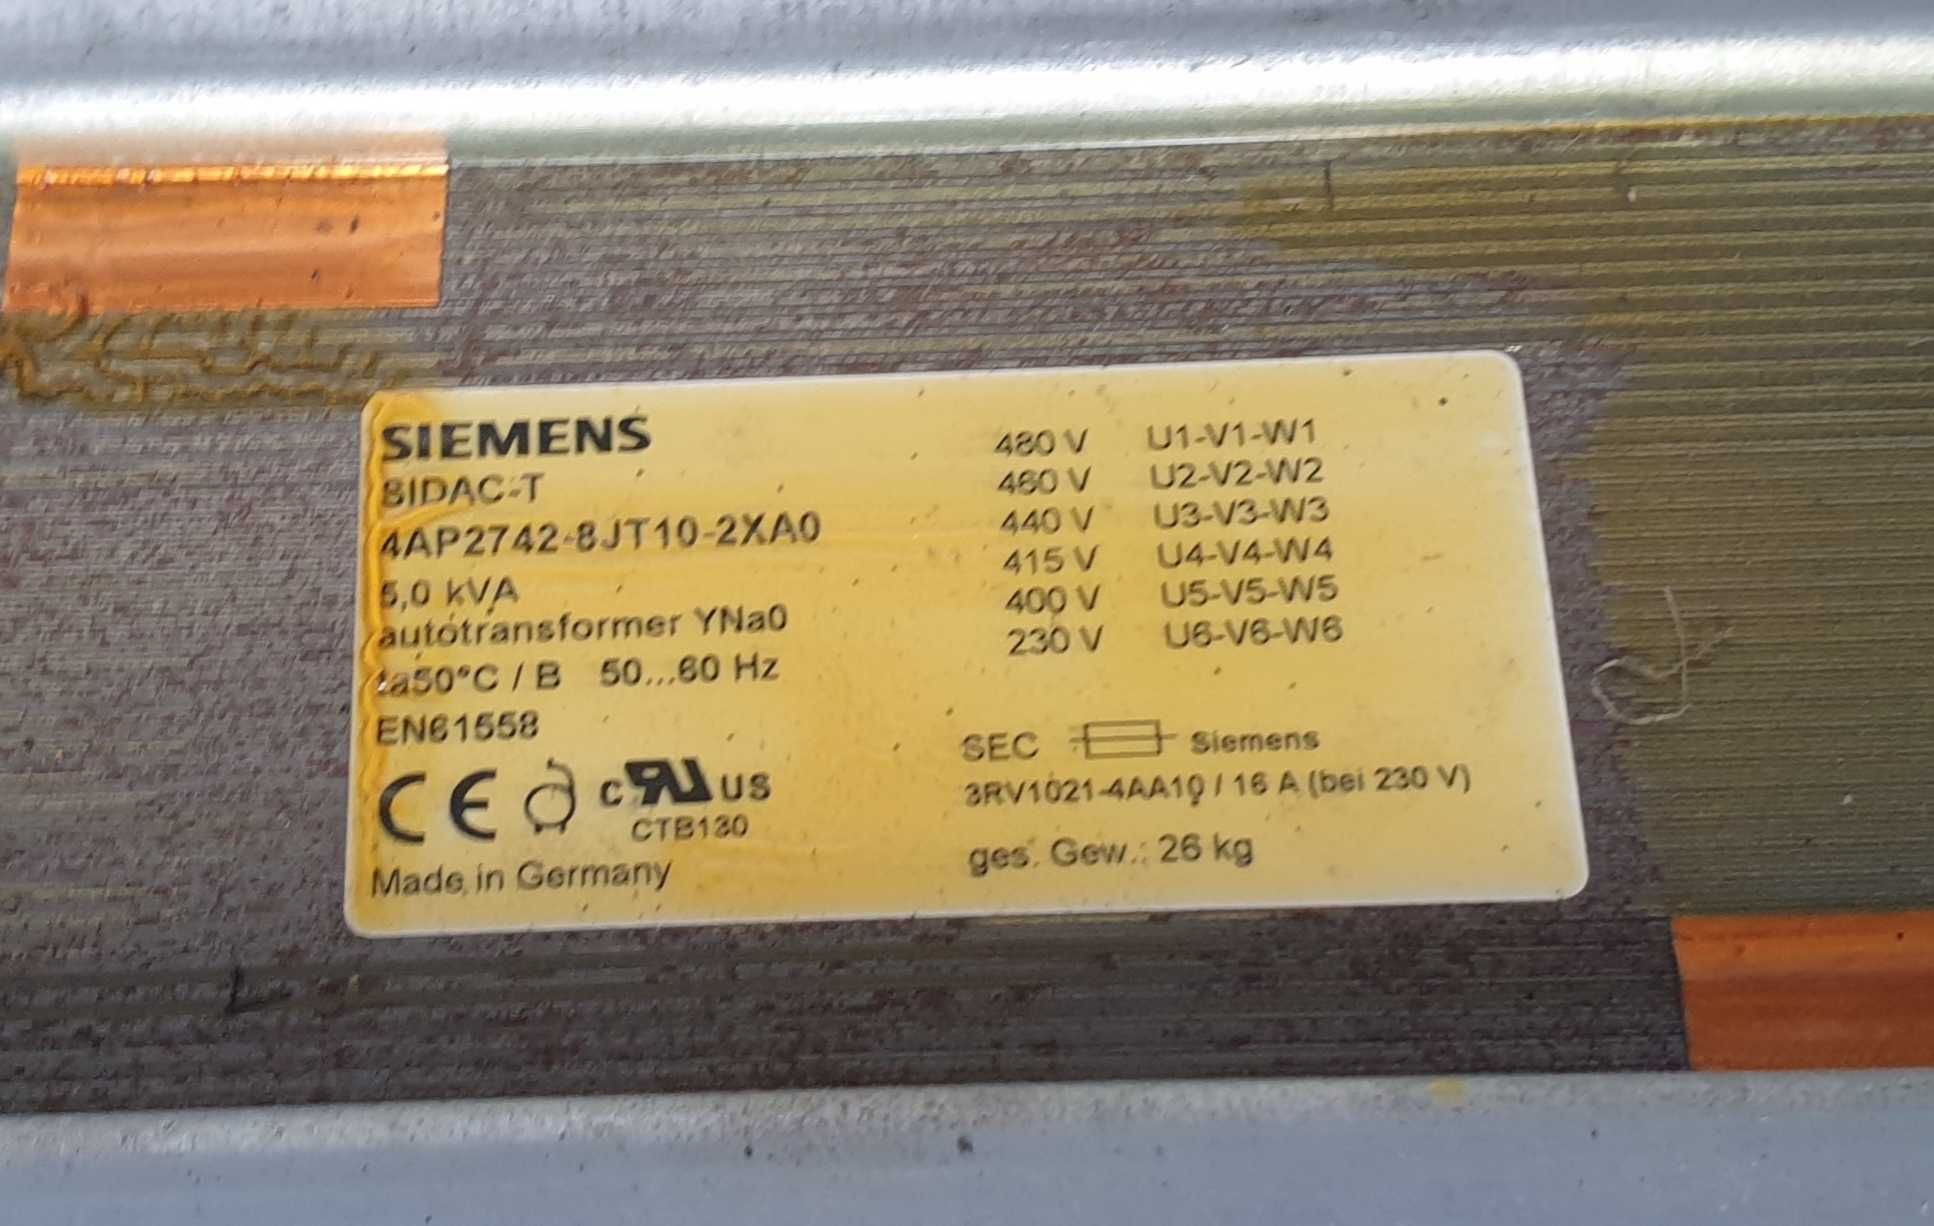 SIEMENS
SIDAC-T
4AP2742-8JT10-2XA0
5,0 kVA
autotransformer YNa0
ta50°C / B 50...60 Hz
EN61558
CE c RU US
CTB130
Made in Germany
480 V U1-V1-W1
460 V U2-V2-W2
440 V U3-V3-W3
415 V U4-V4-W4
400 V U5-V5-W5
230 V U6-V6-W6
SEC Siemens
3RV1021-4AA10 / 16 A (bei 230 V)
ges. Gew.: 26 kg